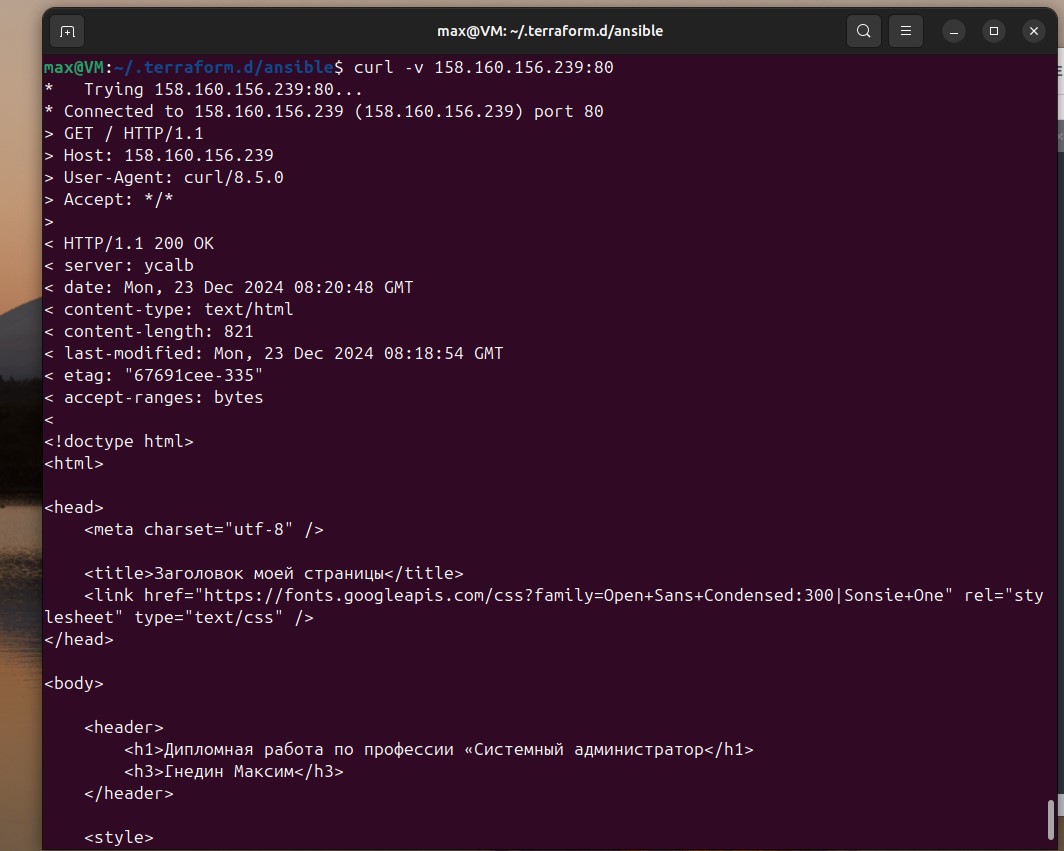 max@VM: ~/.terraform.d/ansible
max@VM:~/.terraform.d/ansible$ curl -v 158.160.156.239:80
*   Trying 158.160.156.239:80...
* Connected to 158.160.156.239 (158.160.156.239) port 80
> GET / HTTP/1.1
> Host: 158.160.156.239
> User-Agent: curl/8.5.0
> Accept: */*
>
< HTTP/1.1 200 OK
< server: ycalb
< date: Mon, 23 Dec 2024 08:20:48 GMT
< content-type: text/html
< content-length: 821
< last-modified: Mon, 23 Dec 2024 08:18:54 GMT
< etag: "67691cee-335"
< accept-ranges: bytes
<
<!doctype html>
<html>
<head>
    <meta charset="utf-8" />
    <title>Заголовок моей страницы</title>
    <link href="https://fonts.googleapis.com/css?family=Open+Sans+Condensed:300|Sonsie+One" rel="sty
lesheet" type="text/css" />
</head>
<body>
    <header>
        <h1>Дипломная работа по профессии «Системный администратор</h1>
        <h3>Гнедин Максим</h3>
    </header>
    <style>